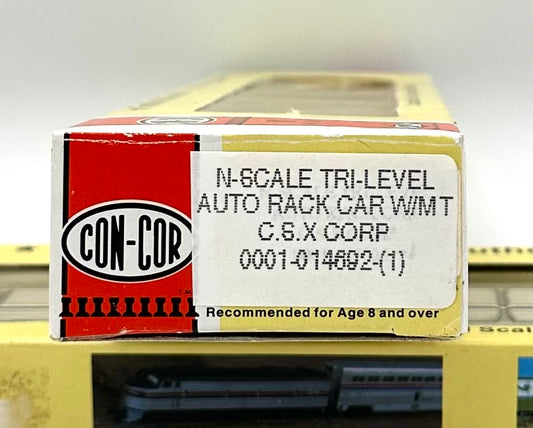 N-SCALE TRI-LEVEL
AUTO RACK CAR W/MT
C.S.X CORP
0001-014692-(1)
CON-COR
Recommended for Age 8 and over
Scale